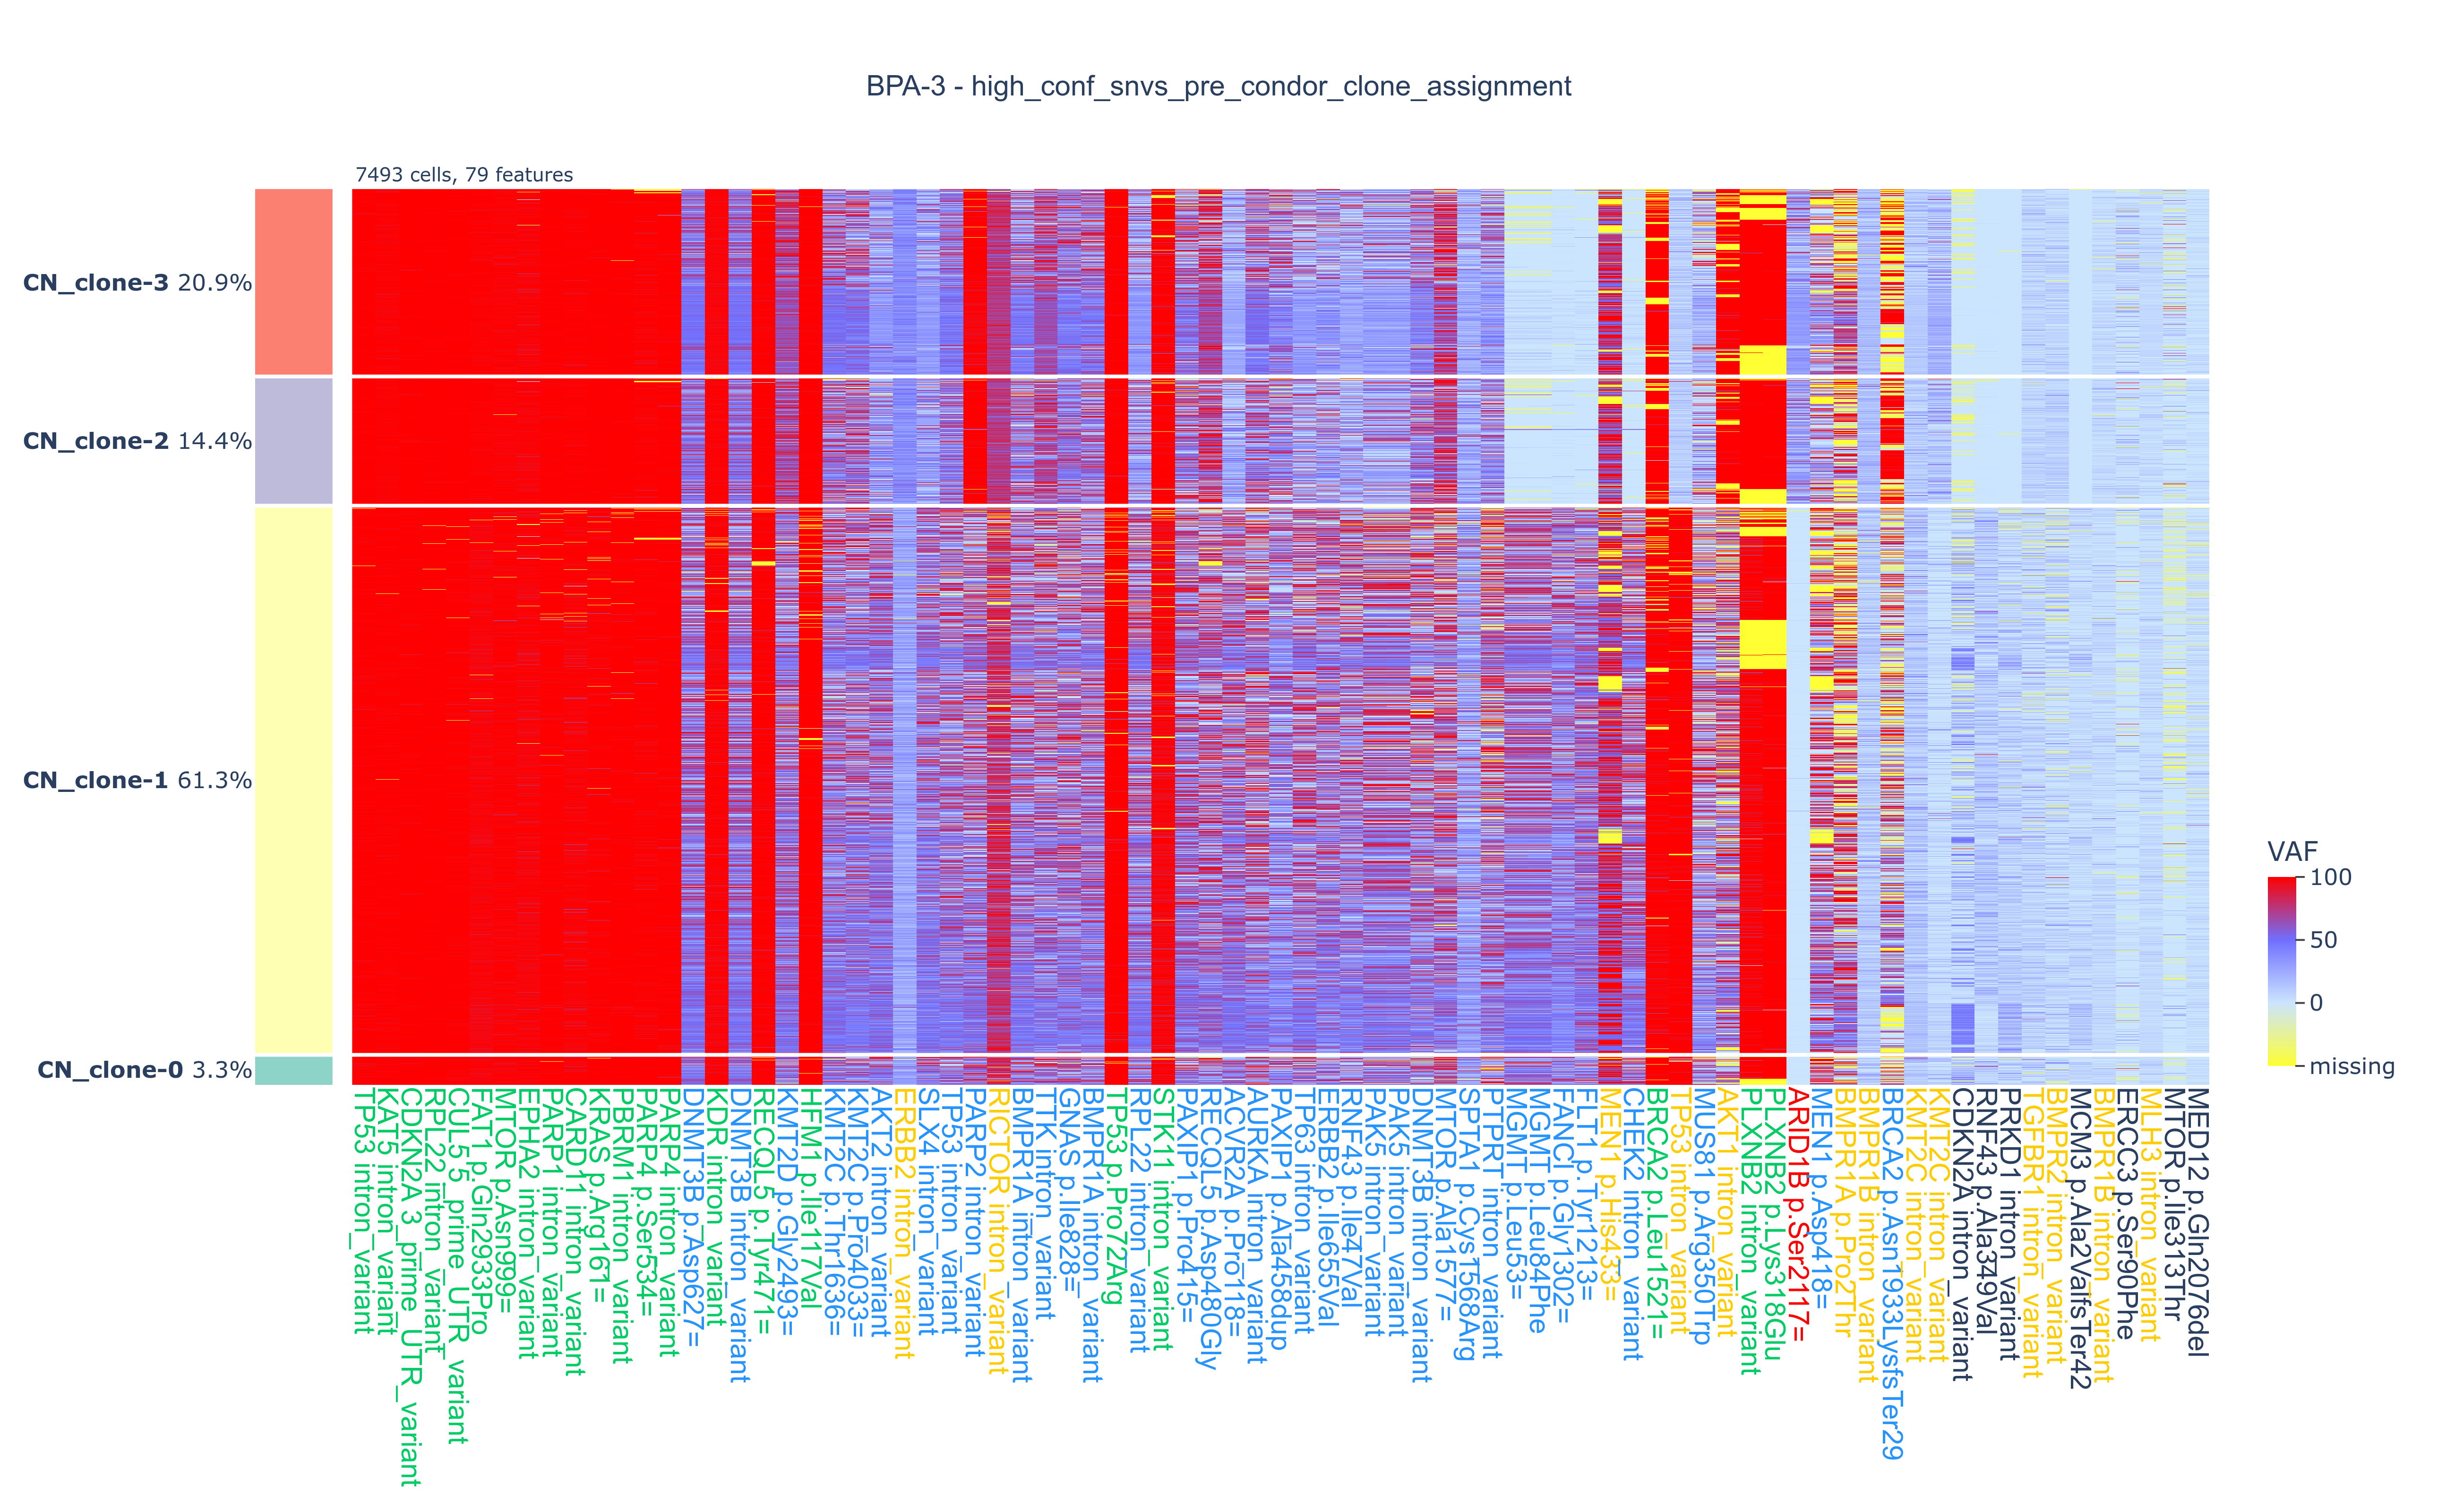 BPA-3 - high_conf_snvs_pre_condor_clone_assignment
7493 cells, 79 features
CN_clone-3 20.9%
CN_clone-2 14.4%
CN_clone-1 61.3%
CN_clone-0 3.3%
VAF
100
50
0
missing
TP53 intron_variant
KAT5 intron_variant
CDKN2A 3_prime_UTR_variant
RPL22 intron_variant
CUL5 5_prime_UTR_variant
FAT1 p.Gln2933Pro
MTOR p.Asn999=
EPHA2 intron_variant
PARP1 intron_variant
CARD11 intron_variant
KRAS p.Arg161=
PBRM1 intron_variant
PARP4 p.Ser534=
PARP4 intron_variant
DNMT3B p.Asp627=
KDR intron_variant
DNMT3B intron_variant
RECQL5 p.Tyr471=
KMT2D p.Gly2493=
HFM1 p.Ile117Val
KMT2C p.Thr1636=
KMT2C p.Pro4033=
AKT2 intron_variant
ERBB2 intron_variant
SLX4 intron_variant
TP53 intron_variant
PARP2 intron_variant
RICTOR intron_variant
BMPR1A intron_variant
TTK intron_variant
GNAS p.Ile828=
BMPR1A intron_variant
TP53 p.Pro72Arg
RPL22 intron_variant
STK11 intron_variant
PAXIP1 p.Pro415=
RECQL5 p.Asp480Gly
ACVR2A p.Pro118=
AURKA intron_variant
PAXIP1 p.Ala458dup
TP63 intron_variant
ERBB2 p.Ile655Val
RNF43 p.Ile47Val
PAK5 intron_variant
PAK5 intron_variant
DNMT3B intron_variant
MTOR p.Ala1577=
SPTA1 p.Cys1568Arg
PTPRT intron_variant
MGMT p.Leu53=
MGMT p.Leu84Phe
FANCI p.Gly1302=
FLT1 p.Tyr1213=
MEN1 p.His433=
CHEK2 intron_variant
BRCA2 p.Leu1521=
TP53 intron_variant
MUS81 p.Arg350Trp
AKT1 intron_variant
PLXNB2 intron_variant
PLXNB2 p.Lys318Glu
ARID1B p.Ser2117=
MEN1 p.Asp418=
BMPR1A p.Pro2Thr
BMPR1B intron_variant
BRCA2 p.Asn1933LysfsTer29
KMT2C intron_variant
KMT2C intron_variant
CDKN2A intron_variant
RNF43 p.Ala349Val
PRKD1 intron_variant
TGFBR1 intron_variant
BMPR2 intron_variant
MCM3 p.Ala2ValfsTer42
BMPR1B intron_variant
ERCC3 p.Ser90Phe
MLH3 intron_variant
MTOR p.Ile313Thr
MED12 p.Gln2076del